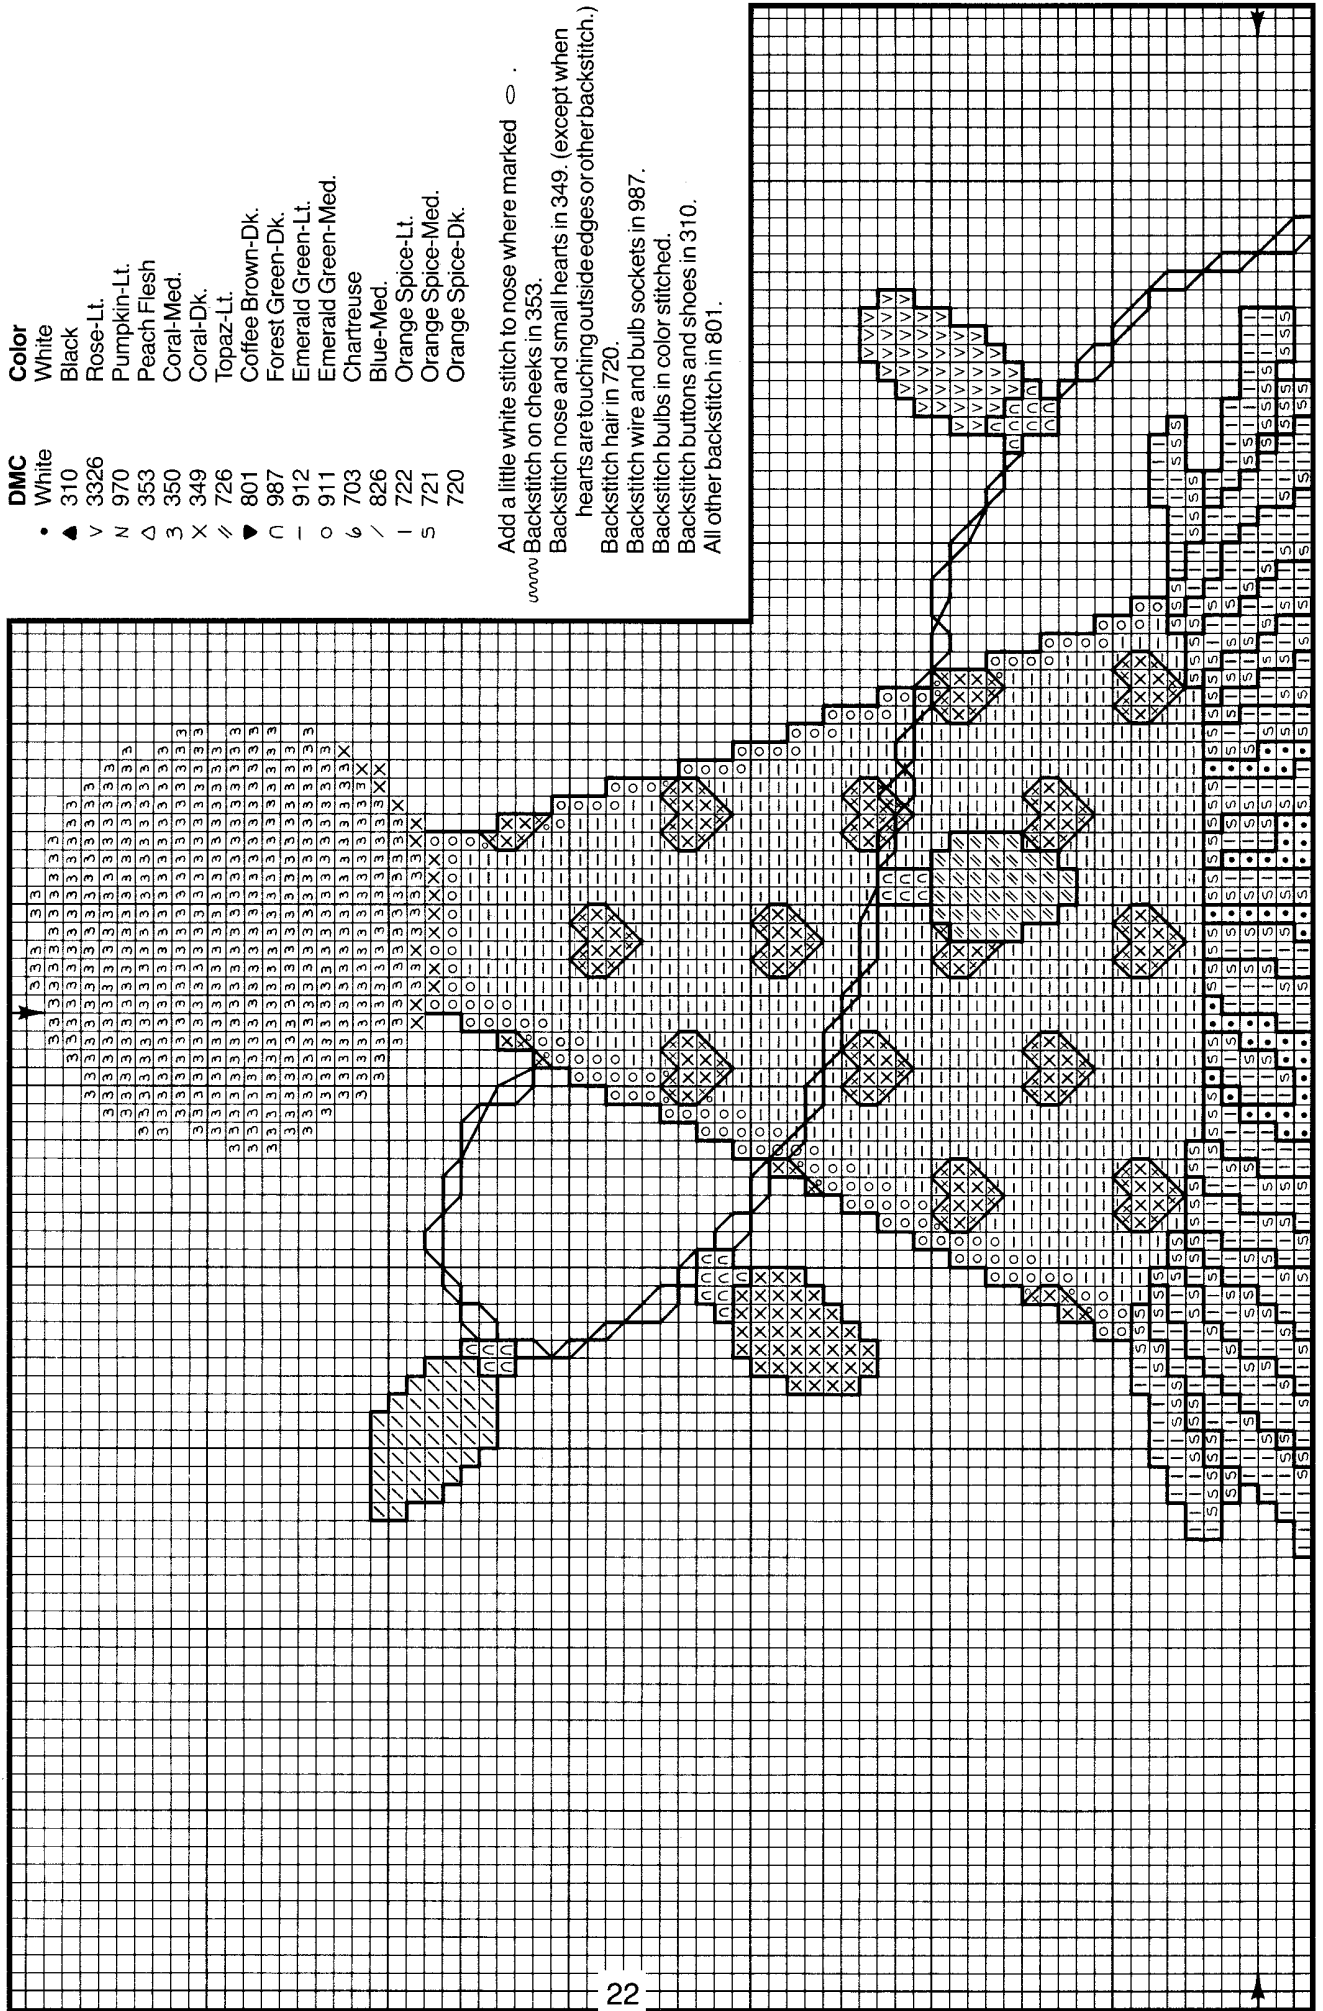 DMC Color
• White White
310 Black
V 3326 Rose-Lt.
N 970 Pumpkin-Lt.
△ 353 Peach Flesh
3 350 Coral-Med.
X 349 Coral-Dk.
// 726 Topaz-Lt.
♥ 801 Coffee Brown-Dk.
∩ 987 Forest Green-Dk.
— 912 Emerald Green-Lt.
o 911 Emerald Green-Med.
6 703 Chartreuse
/ 826 Blue-Med.
I 722 Orange Spice-Lt.
S 721 Orange Spice-Med.
720 Orange Spice-Dk.
Add a little white stitch to nose where marked 0 .
Backstitch on cheeks in 353.
Backstitch nose and small hearts in 349. (except when
hearts are touching outside edges or other backstitch.)
Backstitch hair in 720.
Backstitch wire and bulb sockets in 987.
Backstitch bulbs in color stitched.
Backstitch buttons and shoes in 310.
All other backstitch in 801.
22